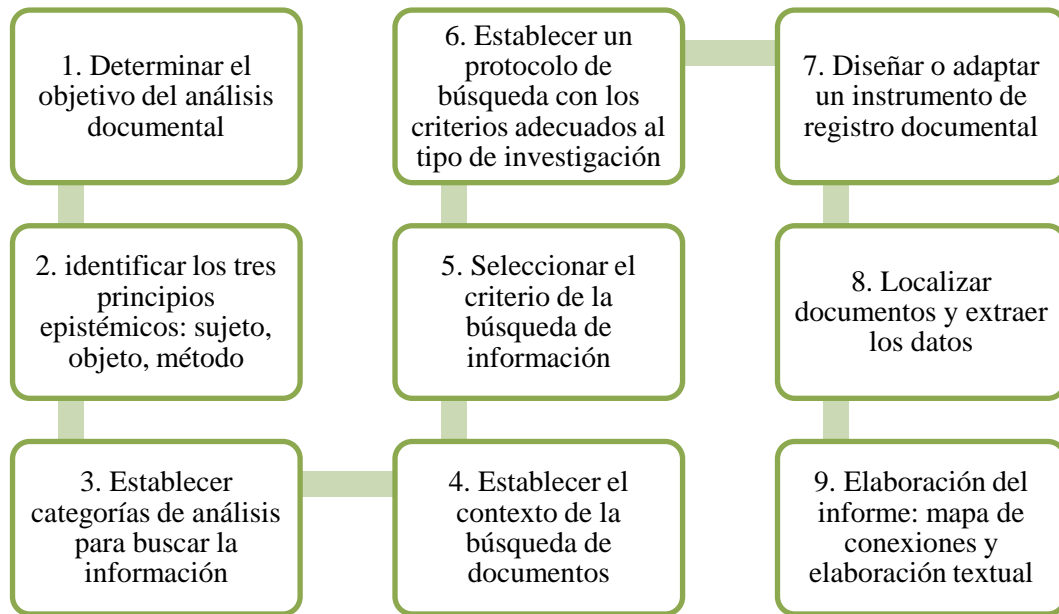 1. Determinar el
objetivo del análisis
documental
2. identificar los tres
principios
epistémicos: sujeto,
objeto, método
3. Establecer
categorías de análisis
para buscar la
información
4. Establecer el
contexto de la
búsqueda de
documentos
5. Seleccionar el
criterio de la
búsqueda de
información
6. Establecer un
protocolo de
búsqueda con los
criterios adecuados al
tipo de investigación
7. Diseñar o adaptar
un instrumento de
registro documental
8. Localizar
documentos y extraer
los datos
9. Elaboración del
informe: mapa de
conexiones y
elaboración textual